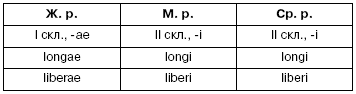 Ж. р. М. р. Ср. р.
I скл., -ae II скл., -i II скл., -i
longae longi longi
liberae liberi liberi